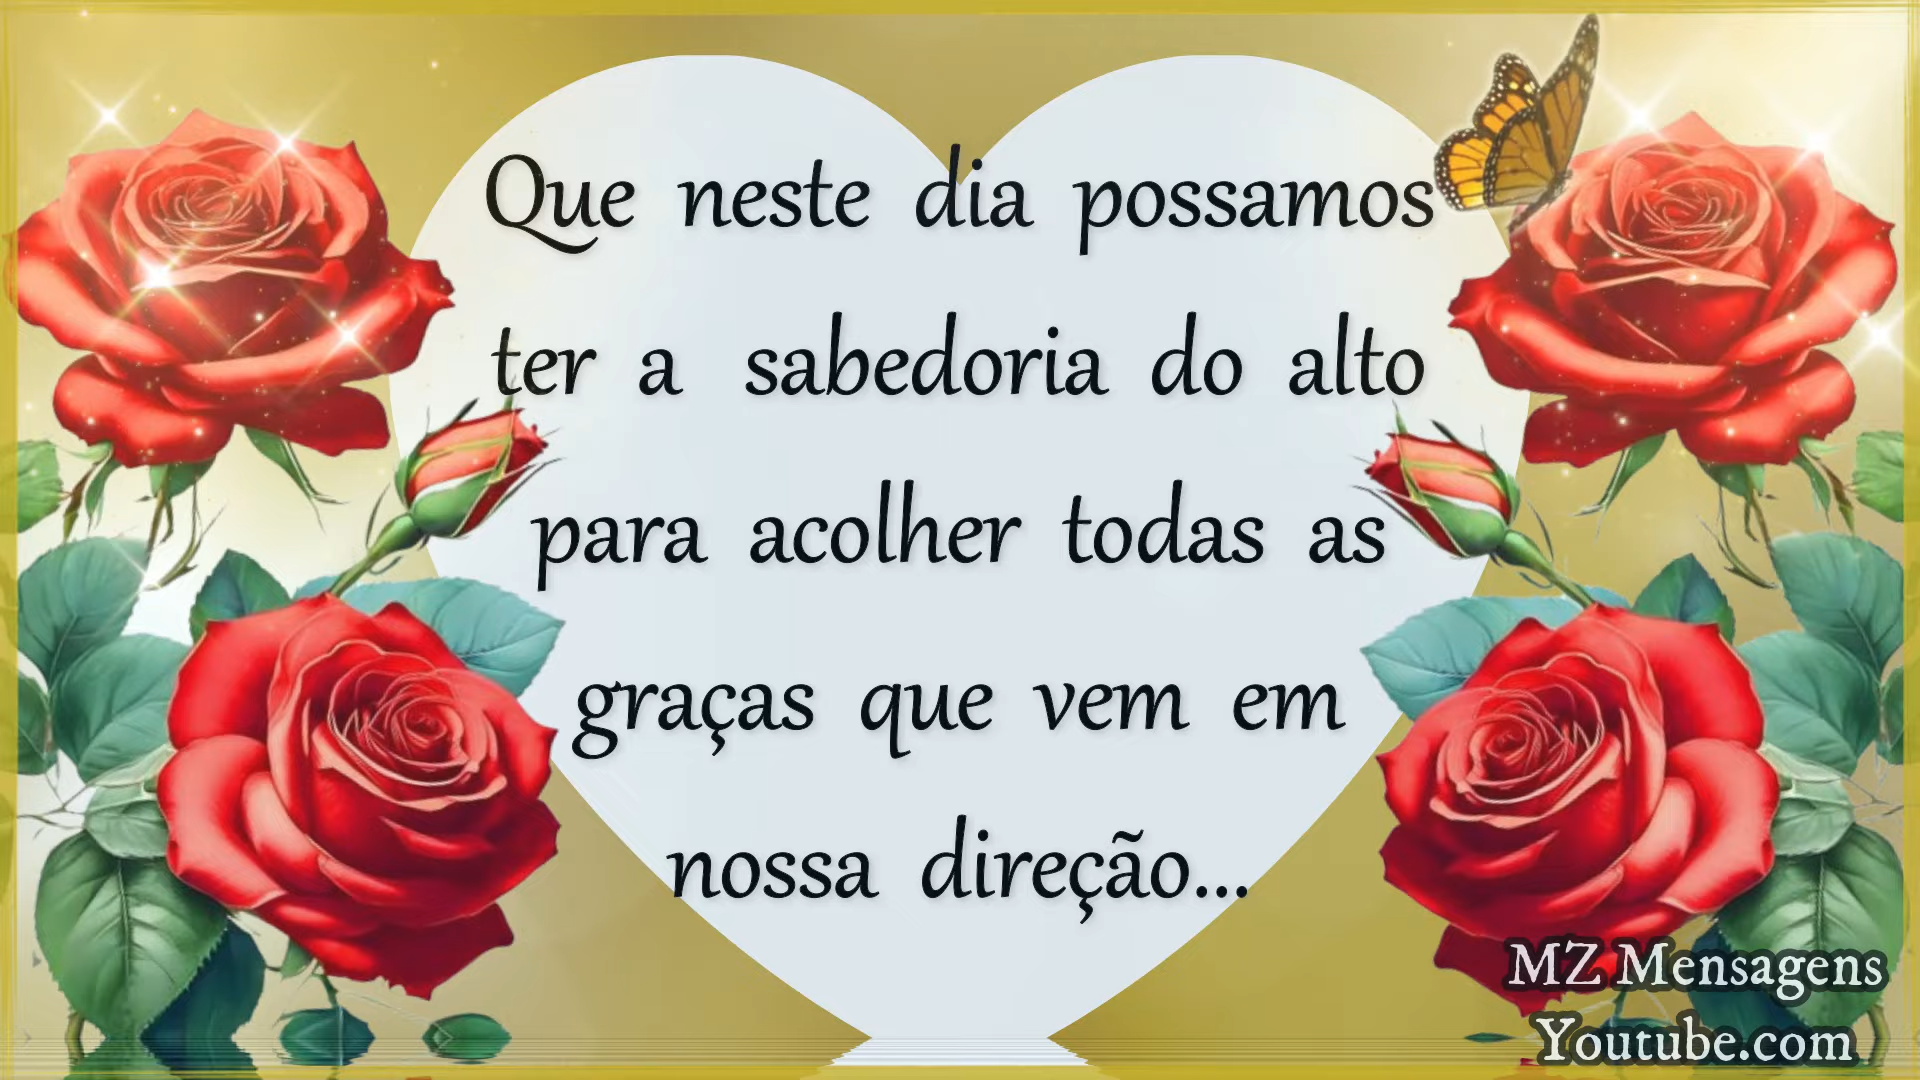 Que neste dia possamos
ter a sabedoria do alto
para acolher todas as
graças que vem em
nossa direção...
MZ Mensagens
Youtube.com